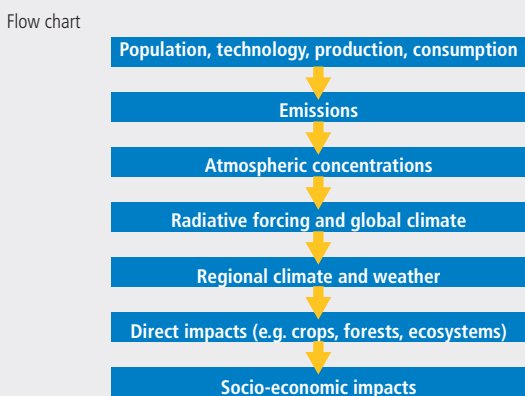 Flow chart
Population, technology, production, consumption
Emissions
Atmospheric concentrations
Radiative forcing and global climate
Regional climate and weather
Direct impacts (e.g. crops, forests, ecosystems)
Socio-economic impacts